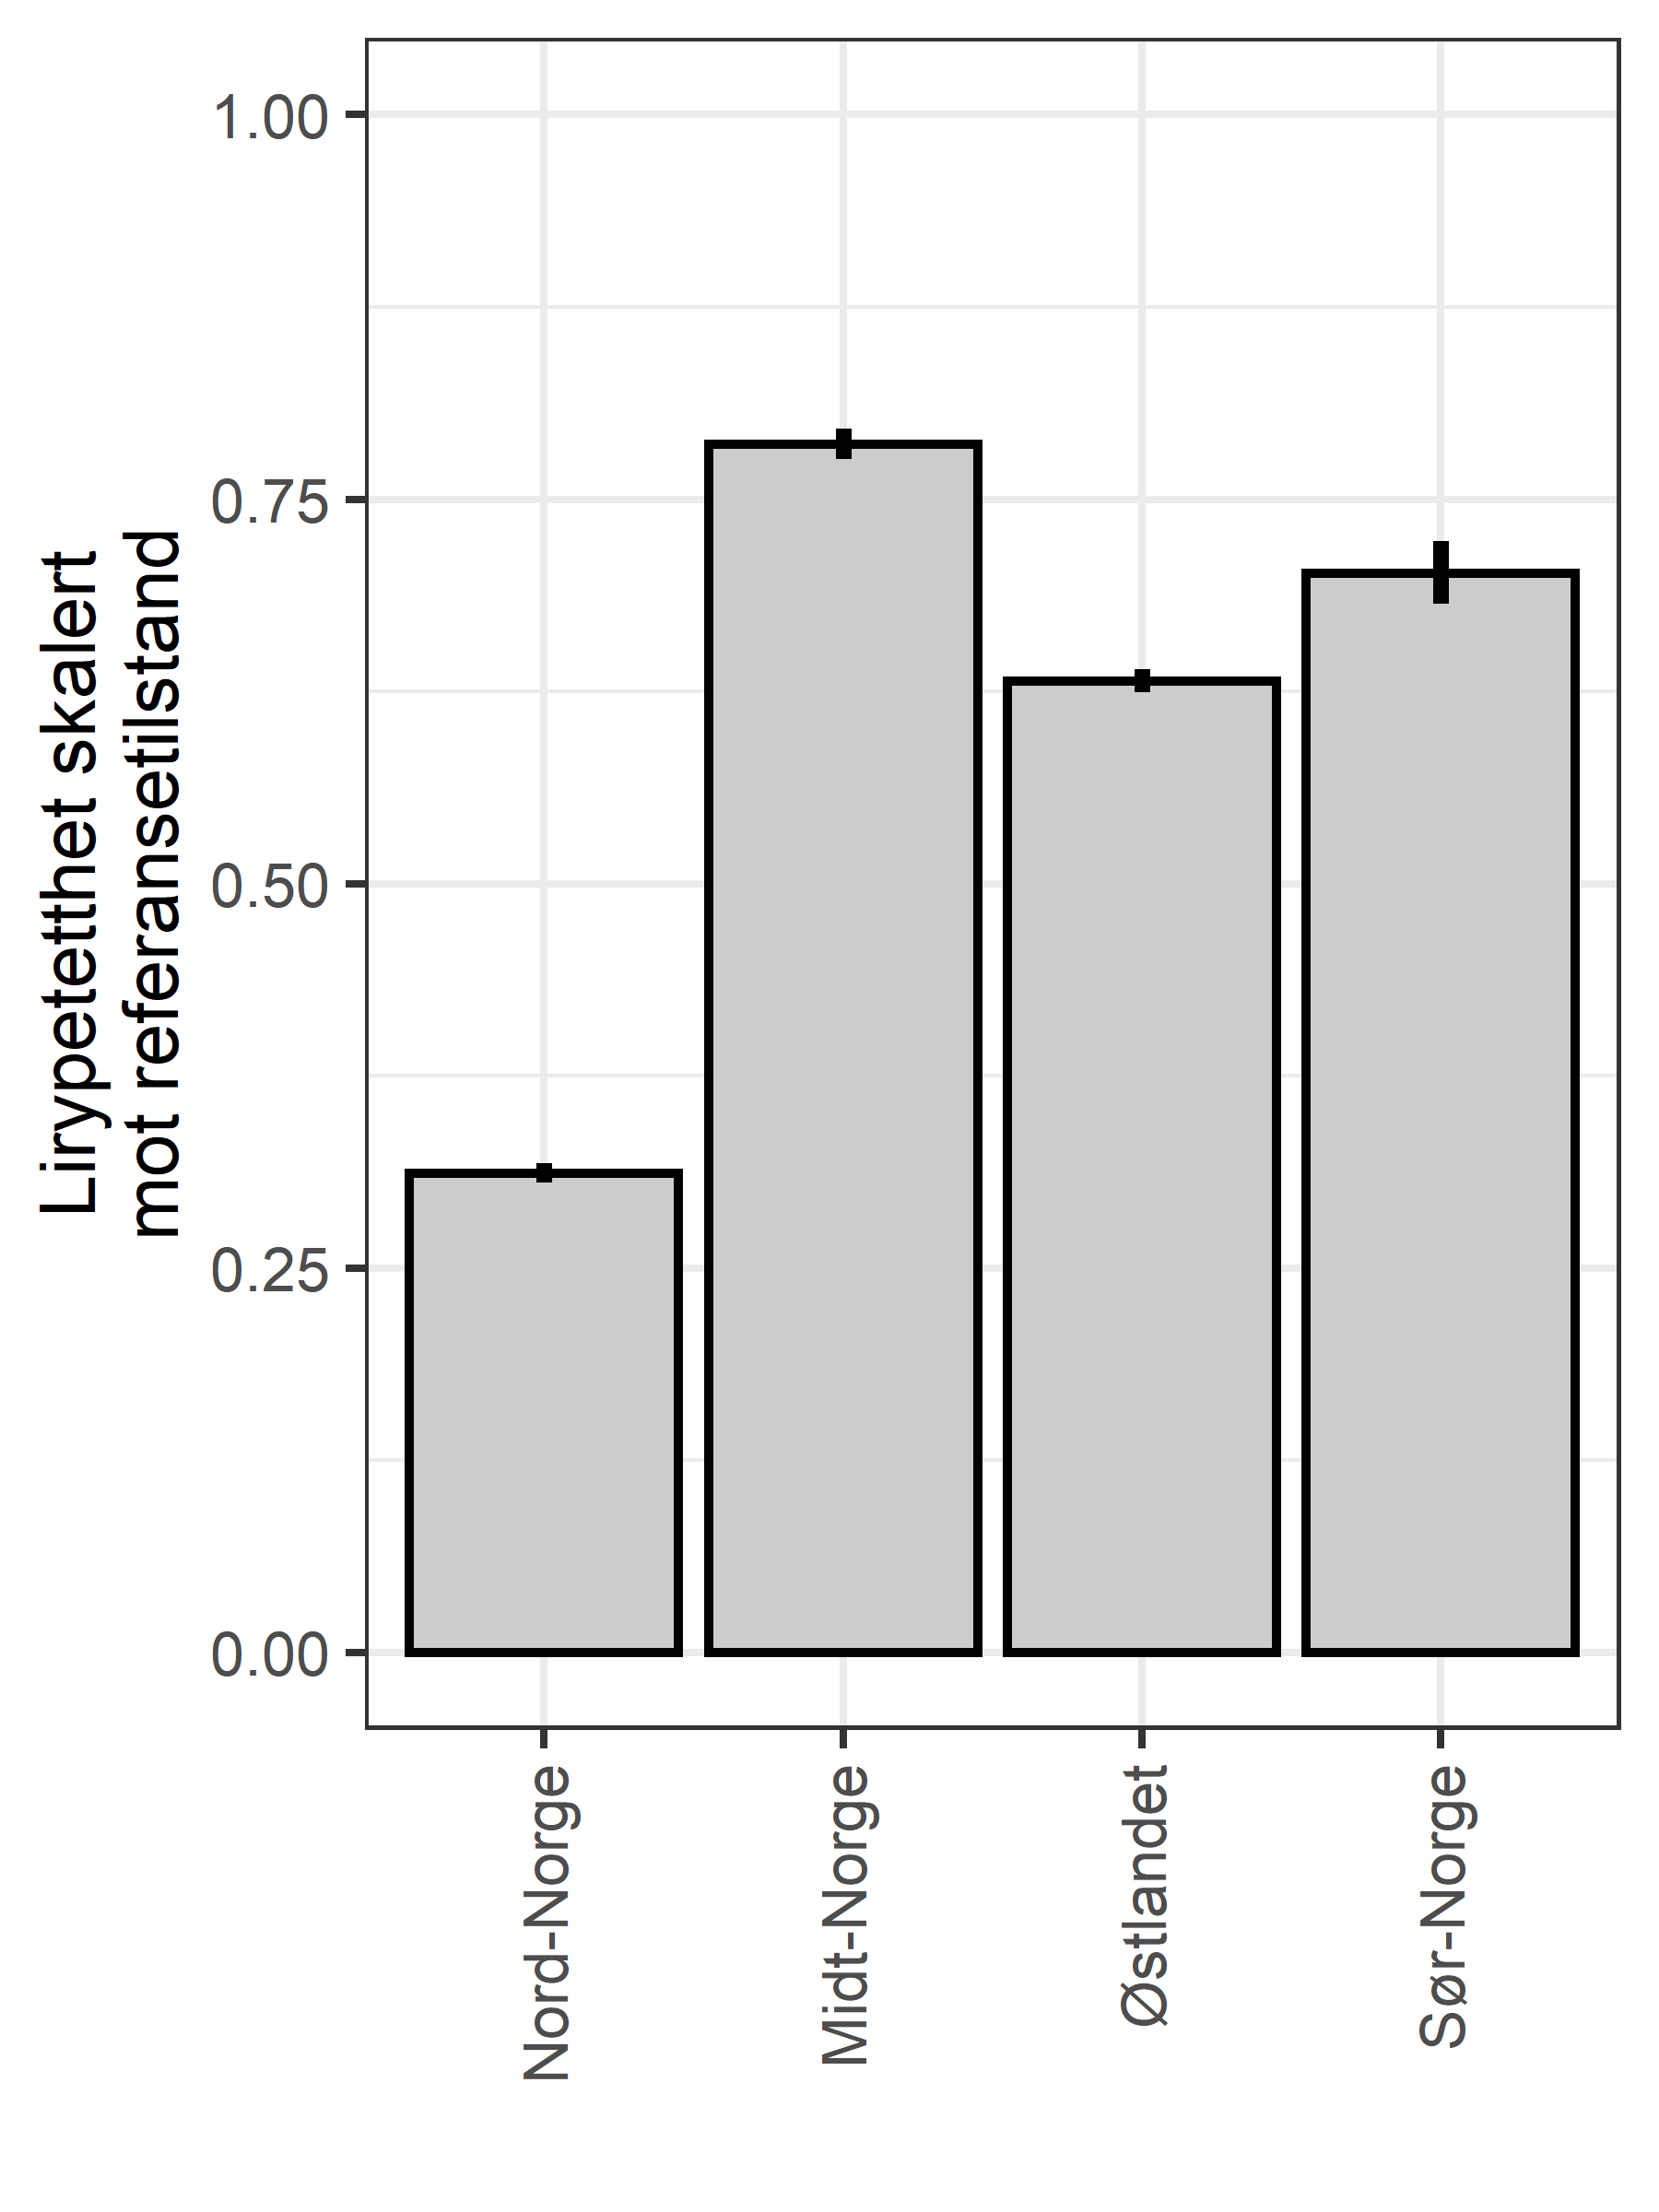 Lirypetetthet skalert
mot referansetilstand
1.00
0.75
0.50
0.25
0.00
Nord-Norge
Midt-Norge
Østlandet
Sør-Norge